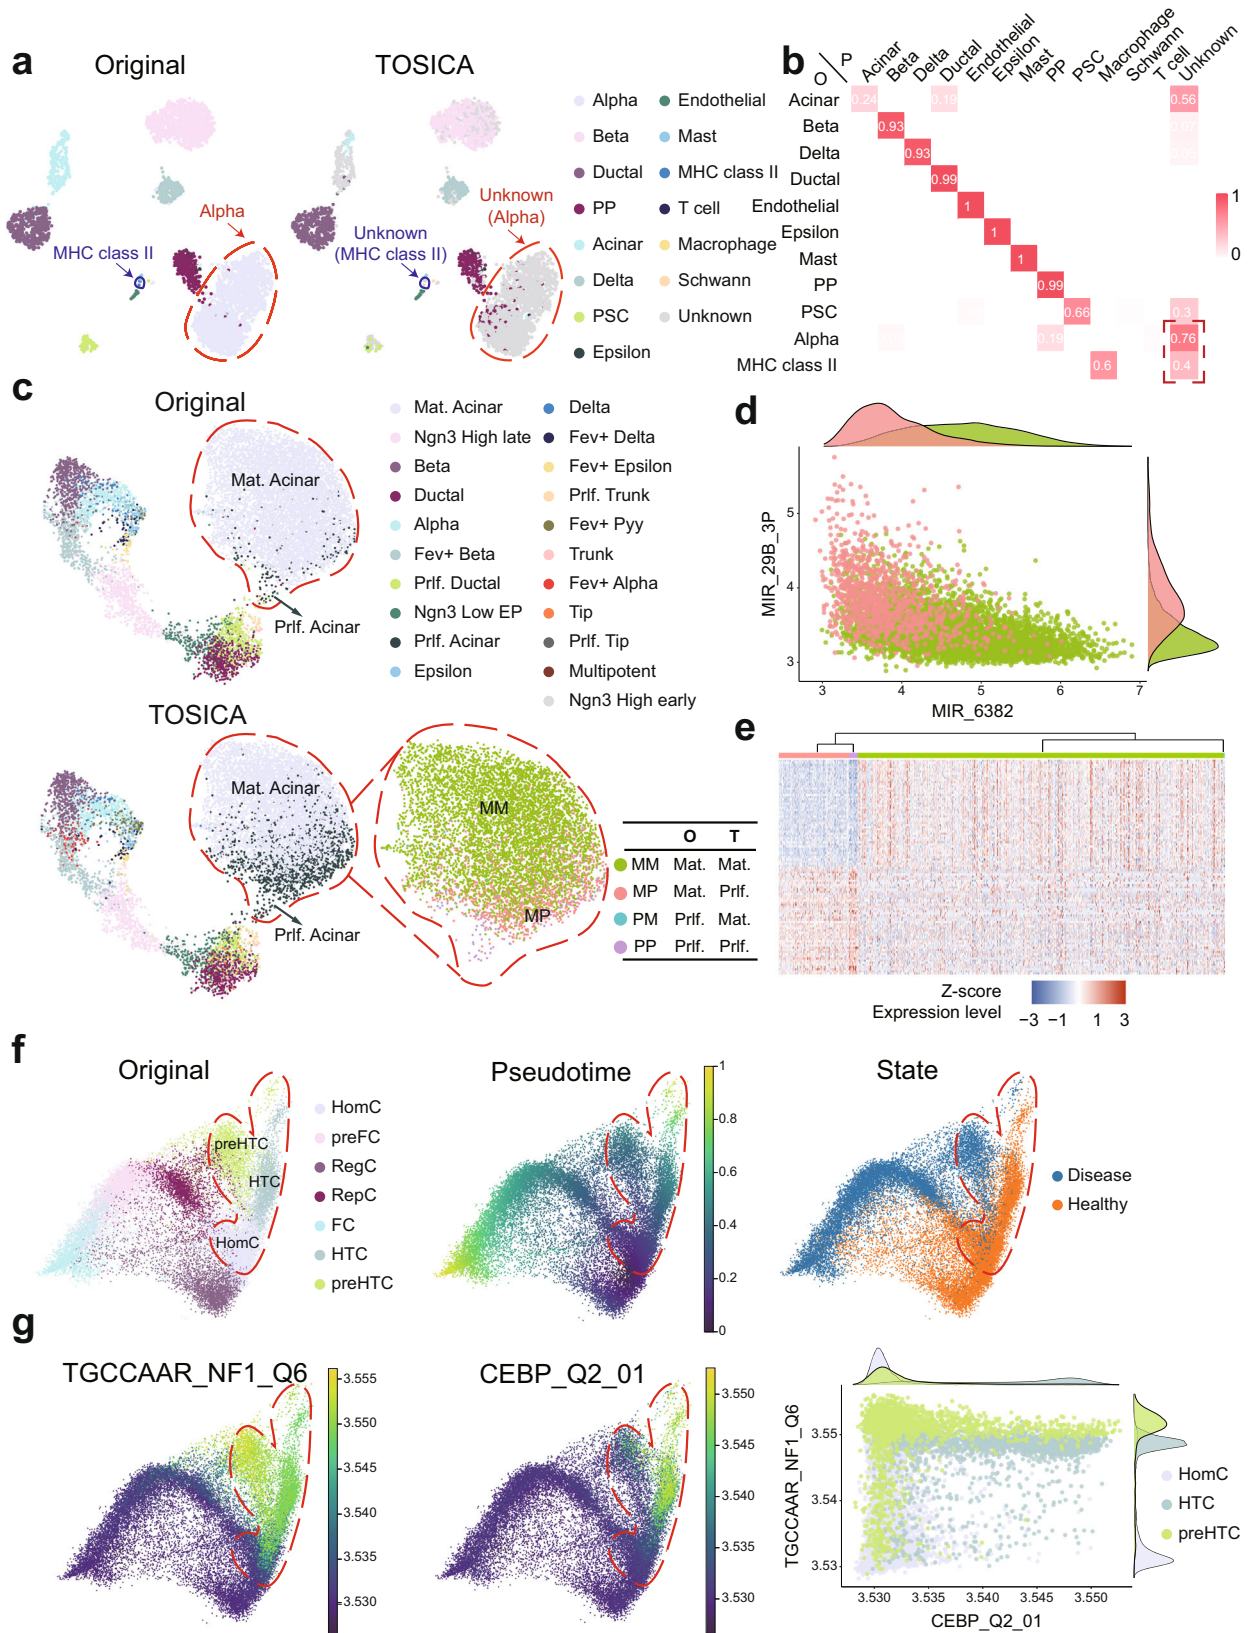 a
Original
TOSICA
Alpha
MHC class II
Unknown
(MHC class II)
Unknown
(Alpha)
Alpha
Beta
Ductal
PP
Acinar
Delta
PSC
Epsilon
Endothelial
Mast
MHC class II
T cell
Macrophage
Schwann
Unknown
b
O
P
Acinar
Beta
Delta
Ductal
Endothelial
Epsilon
Mast
PP
PSC
Macrophage
Schwann
T cell
Unknown
Acinar 0.24 0.19 0.56
Beta 0.93 0.07
Delta 0.93
Ductal 0.99
Endothelial 1
Epsilon 1
Mast 1
PP 0.99
PSC 0.66 0.3
Alpha 0.19 0.76
MHC class II 0.6 0.4
1
0
c
Original
Mat. Acinar
Prlf. Acinar
Mat. Acinar
Ngn3 High late
Beta
Ductal
Alpha
Fev+ Beta
Prlf. Ductal
Ngn3 Low EP
Prlf. Acinar
Epsilon
Delta
Fev+ Delta
Fev+ Epsilon
Prlf. Trunk
Fev+ Pyy
Trunk
Fev+ Alpha
Tip
Prlf. Tip
Multipotent
Ngn3 High early
TOSICA
Mat. Acinar
Prlf. Acinar
MM
MP
O T
MM Mat. Mat.
MP Mat. Prlf.
PM Prlf. Mat.
PP Prlf. Prlf.
d
MIR_29B_3P
5
4
3
3 4 5 6 7
MIR_6382
e
Z-score
Expression level
−3 −1 1 3
f
Original
preHTC
HTC
HomC
HomC
preFC
RegC
RepC
FC
HTC
preHTC
Pseudotime
1
0.8
0.6
0.4
0.2
0
State
Disease
Healthy
g
TGCCAAR_NF1_Q6
3.555
3.550
3.545
3.540
3.535
3.530
CEBP_Q2_01
3.550
3.545
3.540
3.535
3.530
TGCCAAR_NF1_Q6
3.55
3.54
3.530
3.530 3.535 3.540 3.545 3.550
CEBP_Q2_01
HomC
HTC
preHTC